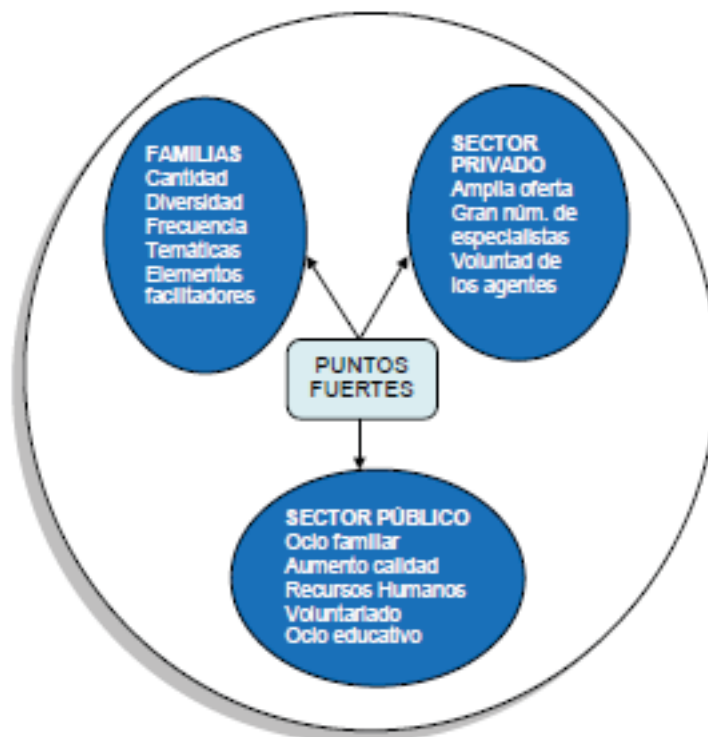 FAMILIAS
Cantidad
Diversidad
Frecuencia
Temáticas
Elementos
facilitadores
SECTOR
PRIVADO
Amplia oferta
Gran núm. de
especialistas
Voluntad de
los agentes
PUNTOS
FUERTES
SECTOR PÚBLICO
Ocio familiar
Aumento calidad
Recursos Humanos
Voluntariado
Ocio educativo